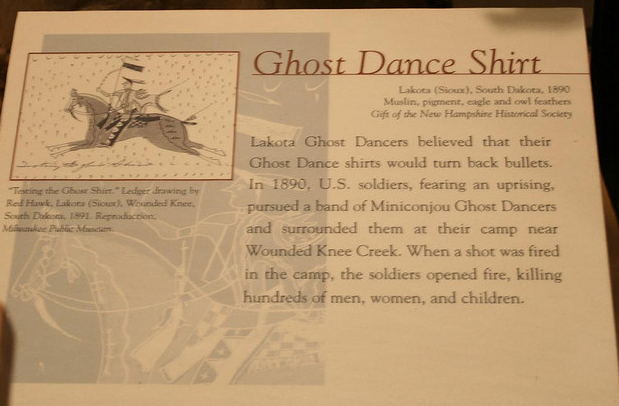 Ghost Dance Shirt
Lakota (Sioux), South Dakota, 1890
Muslin, pigment, eagle and owl feathers
Gift of the New Hampshire Historical Society
Lakota Ghost Dancers believed that their
Ghost Dance shirts would turn back bullets.
In 1890, U.S. soldiers, fearing an uprising,
pursued a band of Miniconjou Ghost Dancers
and surrounded them at their camp near
Wounded Knee Creek. When a shot was fired
in the camp, the soldiers opened fire, killing
hundreds of men, women, and children.
"Testing the Ghost Shirt." Ledger drawing by
Red Hawk, Lakota (Sioux), Wounded Knee,
South Dakota, 1891. Reproduction,
Milwaukee Public Museum.